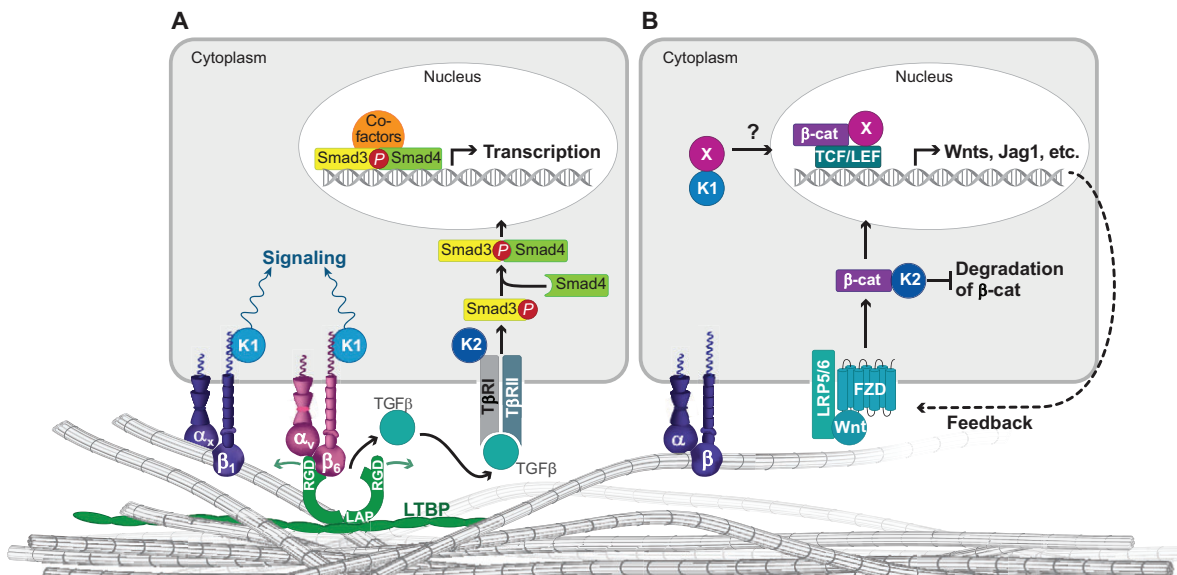 A
Cytoplasm
Nucleus
Co-
factors
Smad3 P Smad4
Transcription
Smad3 P Smad4
Smad4
Smad3 P
Signaling
K1
K1
K2
TβRI
TβRII
αx
β1
αv
β6
RGD
RGD
LAP
LTBP
TGFβ
TGFβ
B
Cytoplasm
Nucleus
X
K1
?
β-cat
X
TCF/LEF
Wnts, Jag1, etc.
β-cat
K2
Degradation
of β-cat
LRP5/6
FZD
Wnt
Feedback
α
β